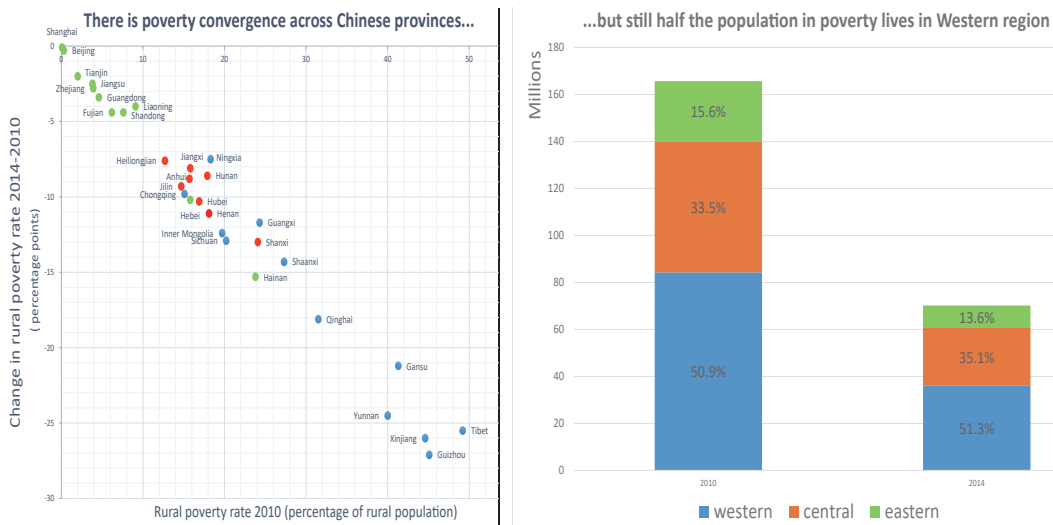 There is poverty convergence across Chinese provinces...
Change in rural poverty rate 2014-2010
( percentage points)
0
-5
-10
-15
-20
-25
-30
0
10
20
30
40
50
Shanghai
Beijing
Tianjin
Zhejiang
Jiangsu
Guangdong
Fujian
Liaoning
Shandong
Heiliongjian
Jiangxi
Ningxia
Anhui
Hunan
Jilin
Chongqing
Hubei
Hebei
Henan
Guangxi
Inner Mongolia
Sichuan
Shanxi
Shaanxi
Hainan
Qinghai
Gansu
Yunnan
Tibet
Xinjiang
Guizhou
Rural poverty rate 2010 (percentage of rural population)
...but still half the population in poverty lives in Western region
Millions
180
160
140
120
100
80
60
40
20
0
15.6%
33.5%
50.9%
13.6%
35.1%
51.3%
2010
2014
western
central
eastern